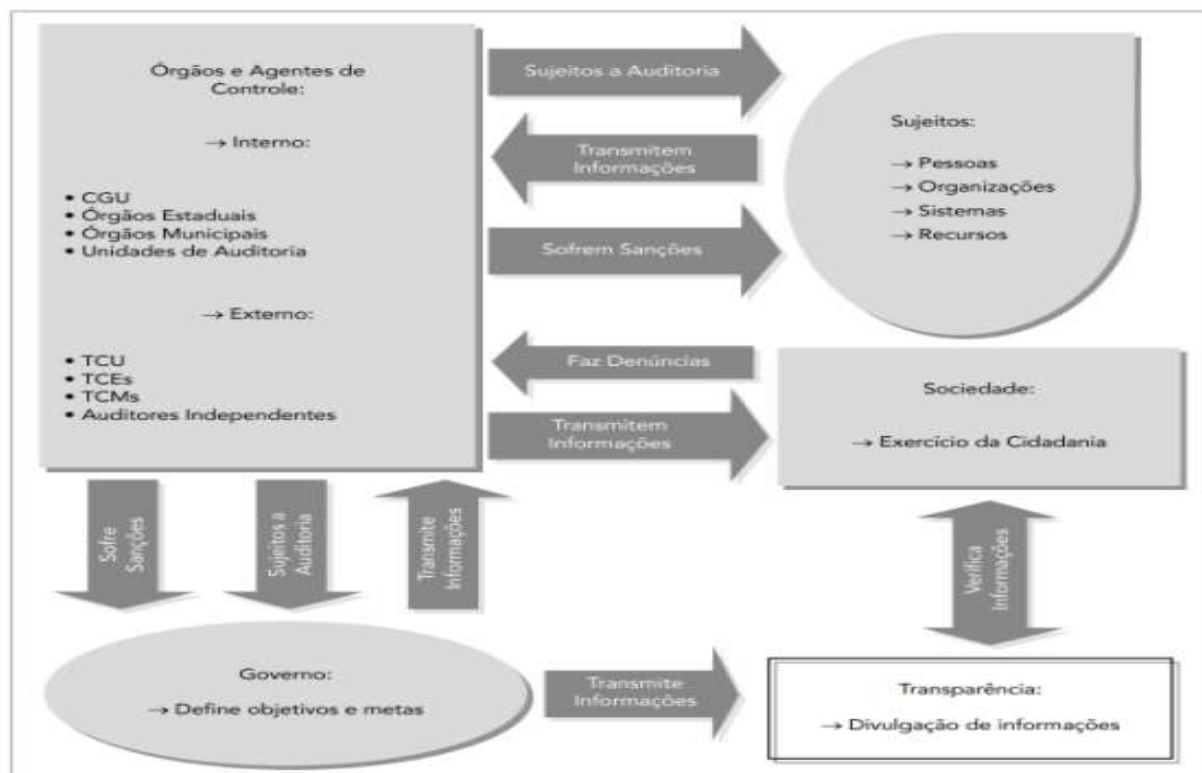 Órgãos e Agentes de
Controle:
→ Interno:
• CGU
• Órgãos Estaduais
• Órgãos Municipais
• Unidades de Auditoria
→ Externo:
• TCU
• TCEs
• TCMs
• Auditores Independentes
Sujeitos a Auditoria
Transmitem
Informações
Sofrem Sanções
Faz Denúncias
Transmitem
Informações
Sujeitos:
→ Pessoas
→ Organizações
→ Sistemas
→ Recursos
Sociedade:
→ Exercício da Cidadania
Sofre
Sanções
Sujeitos a
Auditoria
Transmite
Informações
Verifica
informações
Governo:
→ Define objetivos e metas
Transmite
Informações
Transparência:
→ Divulgação de informações